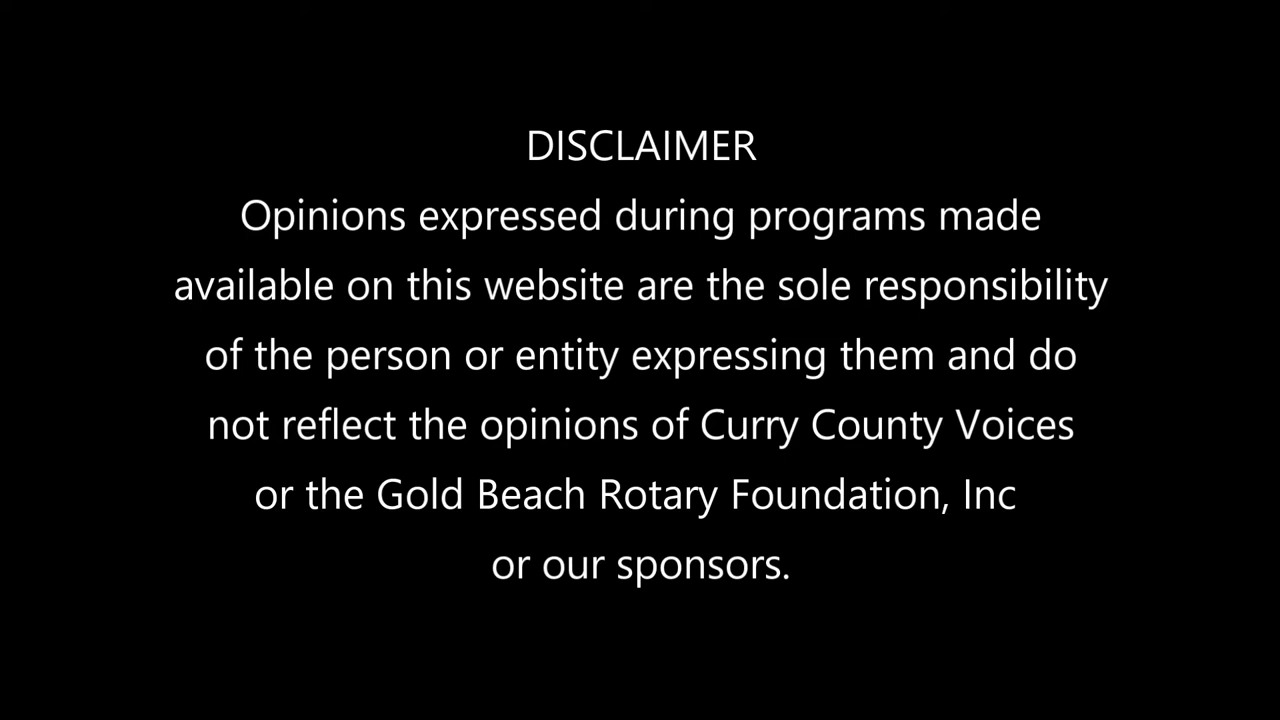 DISCLAIMER
Opinions expressed during programs made
available on this website are the sole responsibility
of the person or entity expressing them and do
not reflect the opinions of Curry County Voices
or the Gold Beach Rotary Foundation, Inc
or our sponsors.